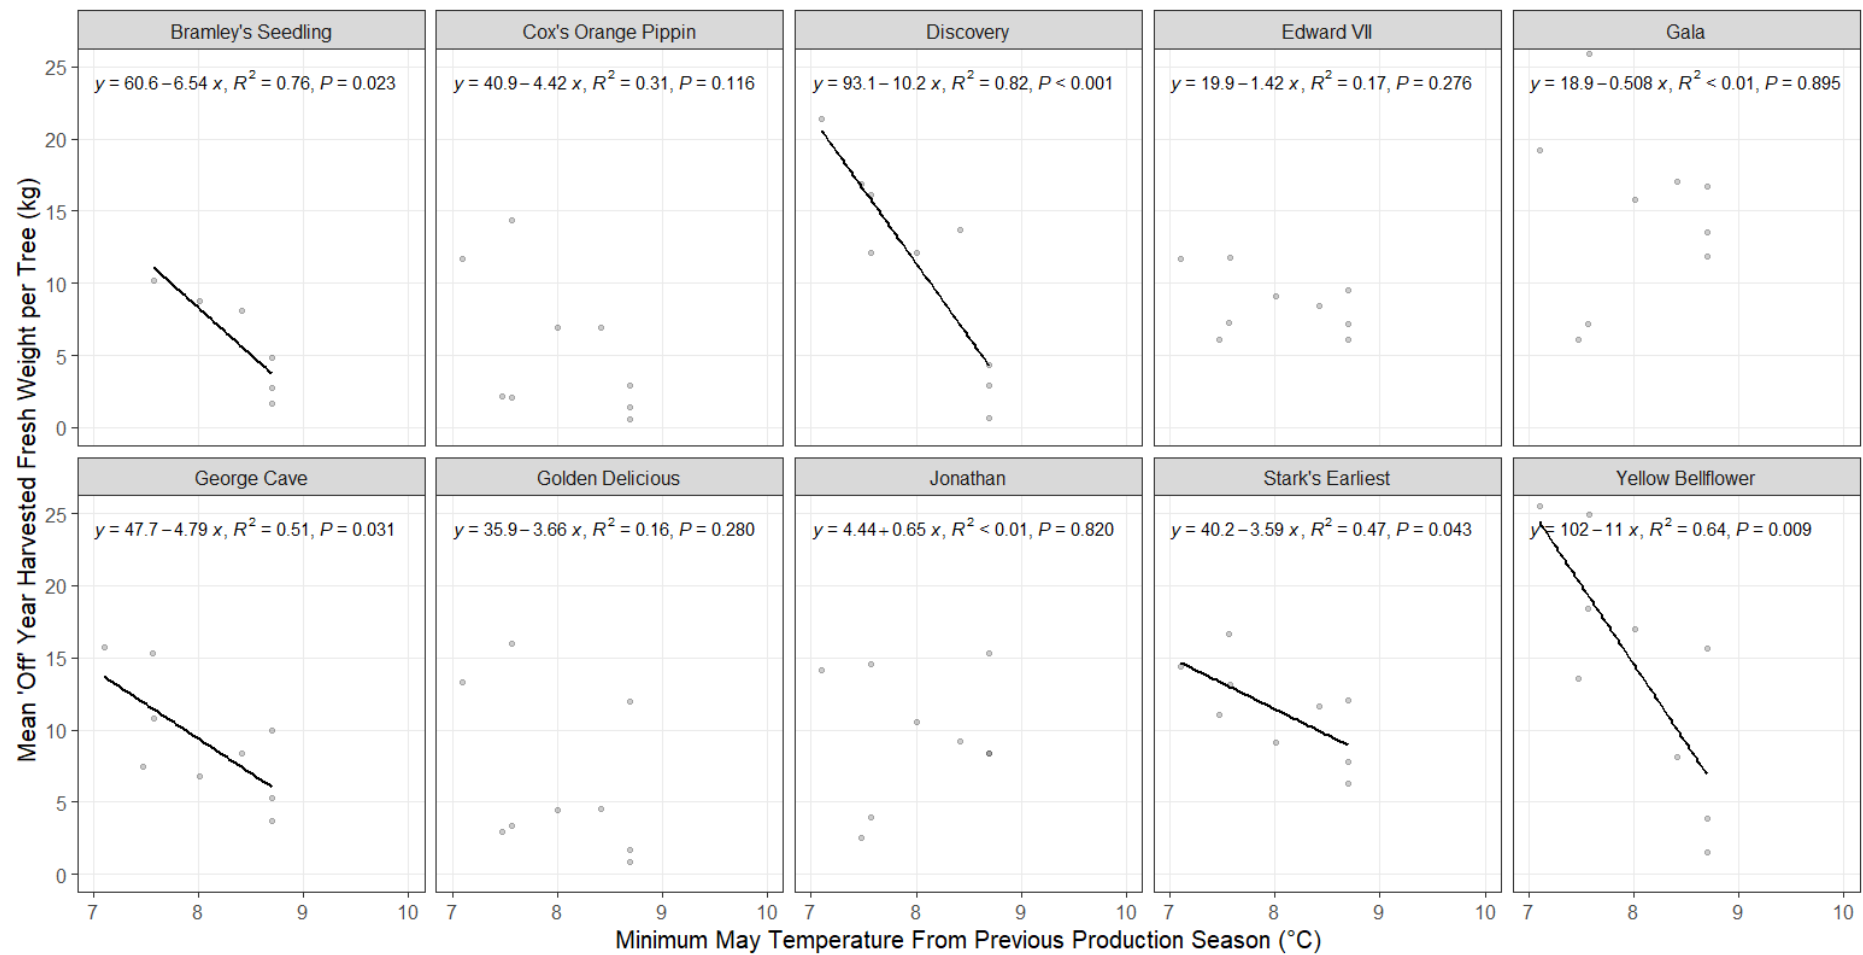 Bramley's Seedling
Cox's Orange Pippin
Discovery
Edward VII
Gala
y = 60.6 − 6.54 x, R² = 0.76, P = 0.023
y = 40.9 − 4.42 x, R² = 0.31, P = 0.116
y = 93.1 − 10.2 x, R² = 0.82, P < 0.001
y = 19.9 − 1.42 x, R² = 0.17, P = 0.276
y = 18.9 − 0.508 x, R² < 0.01, P = 0.895
25
20
15
10
5
0
George Cave
Golden Delicious
Jonathan
Stark's Earliest
Yellow Bellflower
y = 47.7 − 4.79 x, R² = 0.51, P = 0.031
y = 35.9 − 3.66 x, R² = 0.16, P = 0.280
y = 4.44 + 0.65 x, R² < 0.01, P = 0.820
y = 40.2 − 3.59 x, R² = 0.47, P = 0.043
y = 102 − 11 x, R² = 0.64, P = 0.009
25
20
15
10
5
0
7 8 9 10
7 8 9 10
7 8 9 10
7 8 9 10
7 8 9 10
Mean 'Off' Year Harvested Fresh Weight per Tree (kg)
Minimum May Temperature From Previous Production Season (°C)